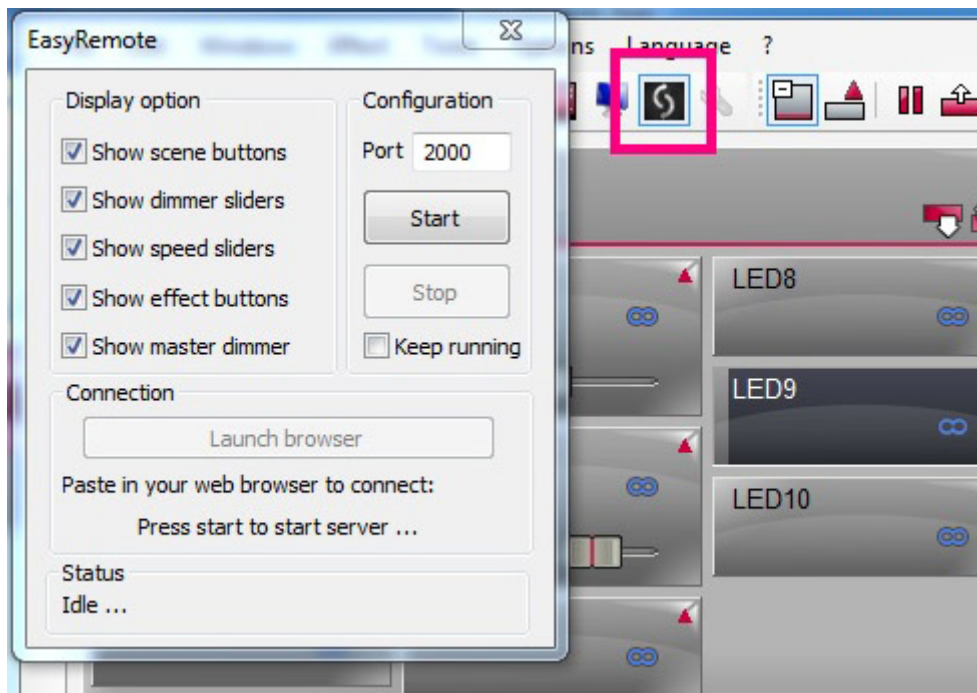 EasyRemote
ns Language ?
Display option
Show scene buttons
Show dimmer sliders
Show speed sliders
Show effect buttons
Show master dimmer
Configuration
Port 2000
Start
Stop
Keep running
Connection
Launch browser
Paste in your web browser to connect:
Press start to start server ...
Status
Idle ...
LED8
LED9
LED10